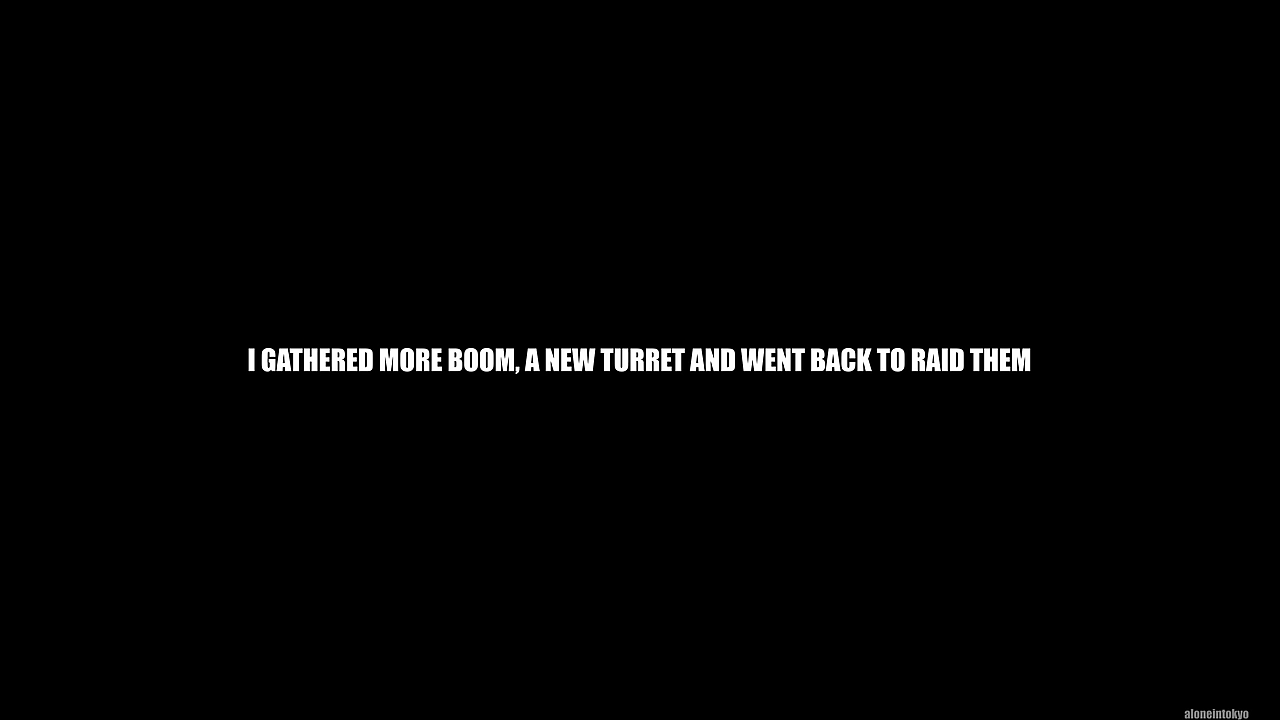 I GATHERED MORE BOOM, A NEW TURRET AND WENT BACK TO RAID THEM
aloneintokyo